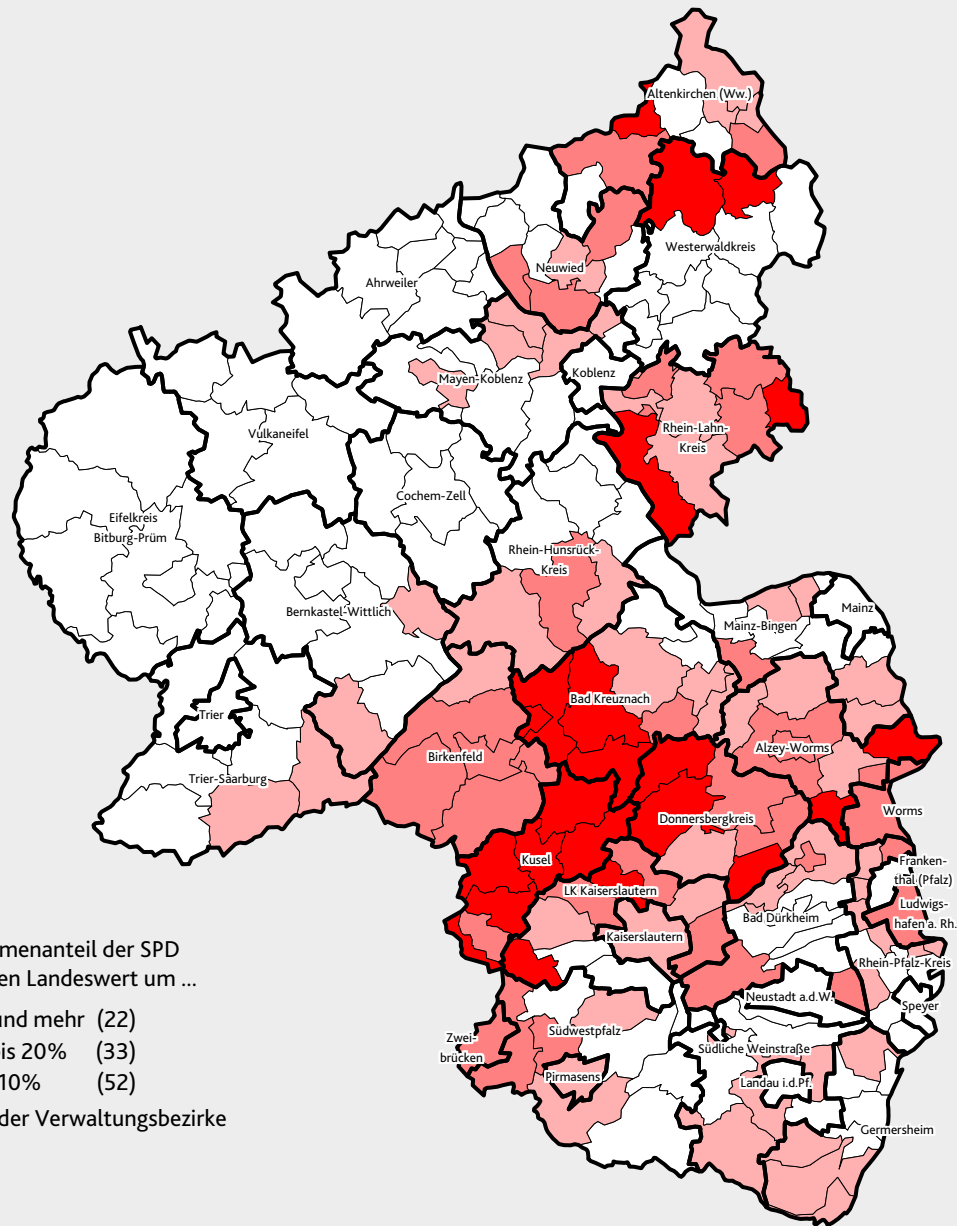 Altenkirchen (Ww.)
Westerwaldkreis
Neuwied
Ahrweiler
Koblenz
Mayen-Koblenz
Rhein-Lahn-
Kreis
Vulkaneifel
Cochem-Zell
Eifelkreis
Bitburg-Prüm
Rhein-Hunsrück-
Kreis
Bernkastel-Wittlich
Mainz
Mainz-Bingen
Bad Kreuznach
Trier
Alzey-Worms
Birkenfeld
Trier-Saarburg
Worms
Donnersbergkreis
Kusel
Franken-
thal (Pfalz)
LK Kaiserslautern
Ludwigs-
hafen a. Rh.
Bad Dürkheim
Kaiserslautern
Rhein-Pfalz-Kreis
Neustadt a.d.W.
Speyer
Südwestpfalz
Zwei-
brücken
Südliche Weinstraße
Pirmasens
Landau i.d.Pf.
Germersheim
menanteil der SPD
en Landeswert um ...
und mehr (22)
is 20% (33)
10% (52)
der Verwaltungsbezirke